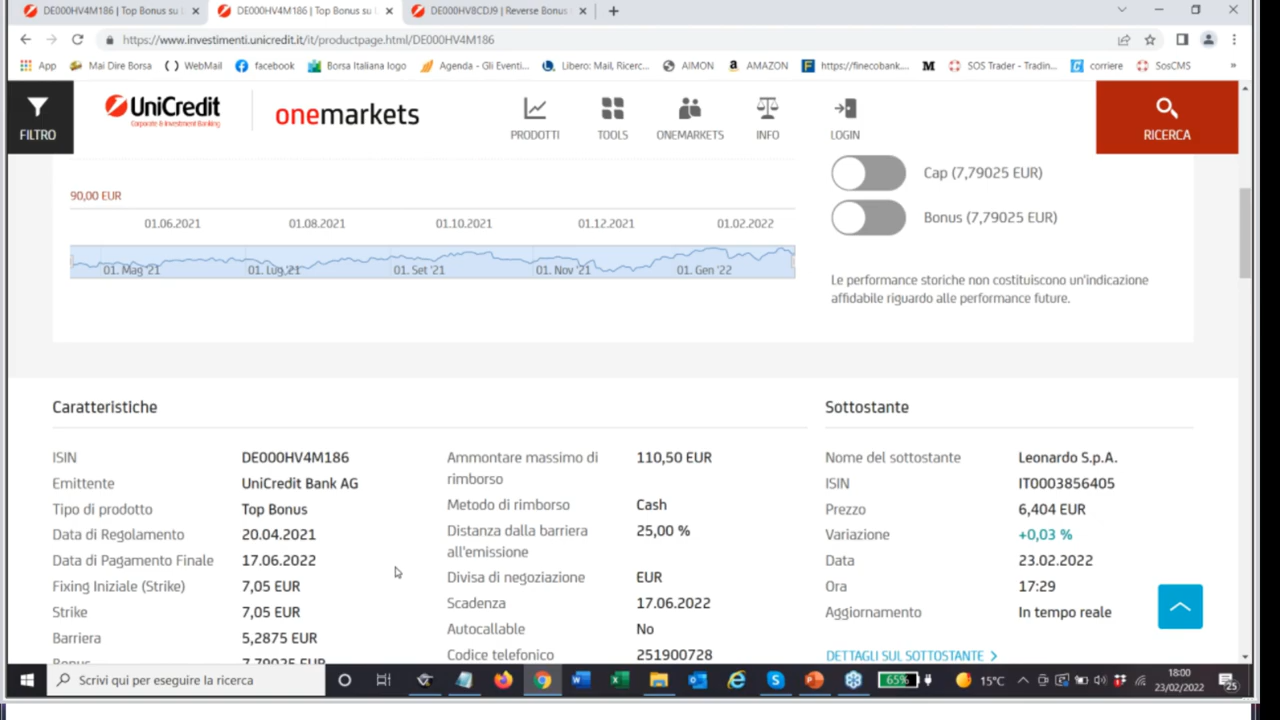 DE000HV4M186 | Top Bonus su
DE000HV4M186 | Top Bonus su
DE000HV8CDJ9 | Reverse Bonus
https://www.investimenti.unicredit.it/it/productpage.html/DE000HV4M186
App
Mai Dire Borsa
WebMail
facebook
Borsa Italiana logo
Agenda - Gli Eventi...
Libero: Mail, Ricerc...
AIMON
AMAZON
https://finecobank....
M
SOS Trader - Tradin...
corriere
SosCMS
»
FILTRO
UniCredit
Corporate & Investment Banking
onemarkets
PRODOTTI
TOOLS
ONEMARKETS
INFO
LOGIN
RICERCA
90,00 EUR
01.06.2021
01.08.2021
01.10.2021
01.12.2021
01.02.2022
01. Mag '21
01. Lug '21
01. Set '21
01. Nov '21
01. Gen '22
Cap (7,79025 EUR)
Bonus (7,79025 EUR)
Le performance storiche non costituiscono un'indicazione
affidabile riguardo alle performance future.
Caratteristiche
ISIN DE000HV4M186
Emittente UniCredit Bank AG
Tipo di prodotto Top Bonus
Data di Regolamento 20.04.2021
Data di Pagamento Finale 17.06.2022
Fixing Iniziale (Strike) 7,05 EUR
Strike 7,05 EUR
Barriera 5,2875 EUR
Bonus 7,79025 EUR
Ammontare massimo di 110,50 EUR
rimborso
Metodo di rimborso Cash
Distanza dalla barriera 25,00 %
all'emissione
Divisa di negoziazione EUR
Scadenza 17.06.2022
Autocallable No
Codice telefonico 251900728
Sottostante
Nome del sottostante Leonardo S.p.A.
ISIN IT0003856405
Prezzo 6,404 EUR
Variazione +0,03 %
Data 23.02.2022
Ora 17:29
Aggiornamento In tempo reale
DETTAGLI SUL SOTTOSTANTE
Scrivi qui per eseguire la ricerca
65%
15°C
18:00
23/02/2022
25